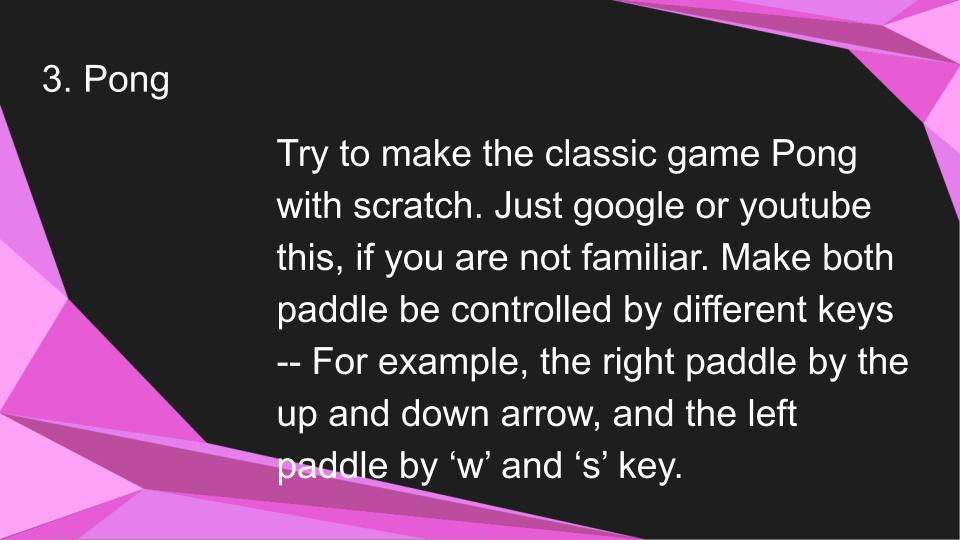 3. Pong
Try to make the classic game Pong
with scratch. Just google or youtube
this, if you are not familiar. Make both
paddle be controlled by different keys
-- For example, the right paddle by the
up and down arrow, and the left
paddle by ‘w’ and ‘s’ key.